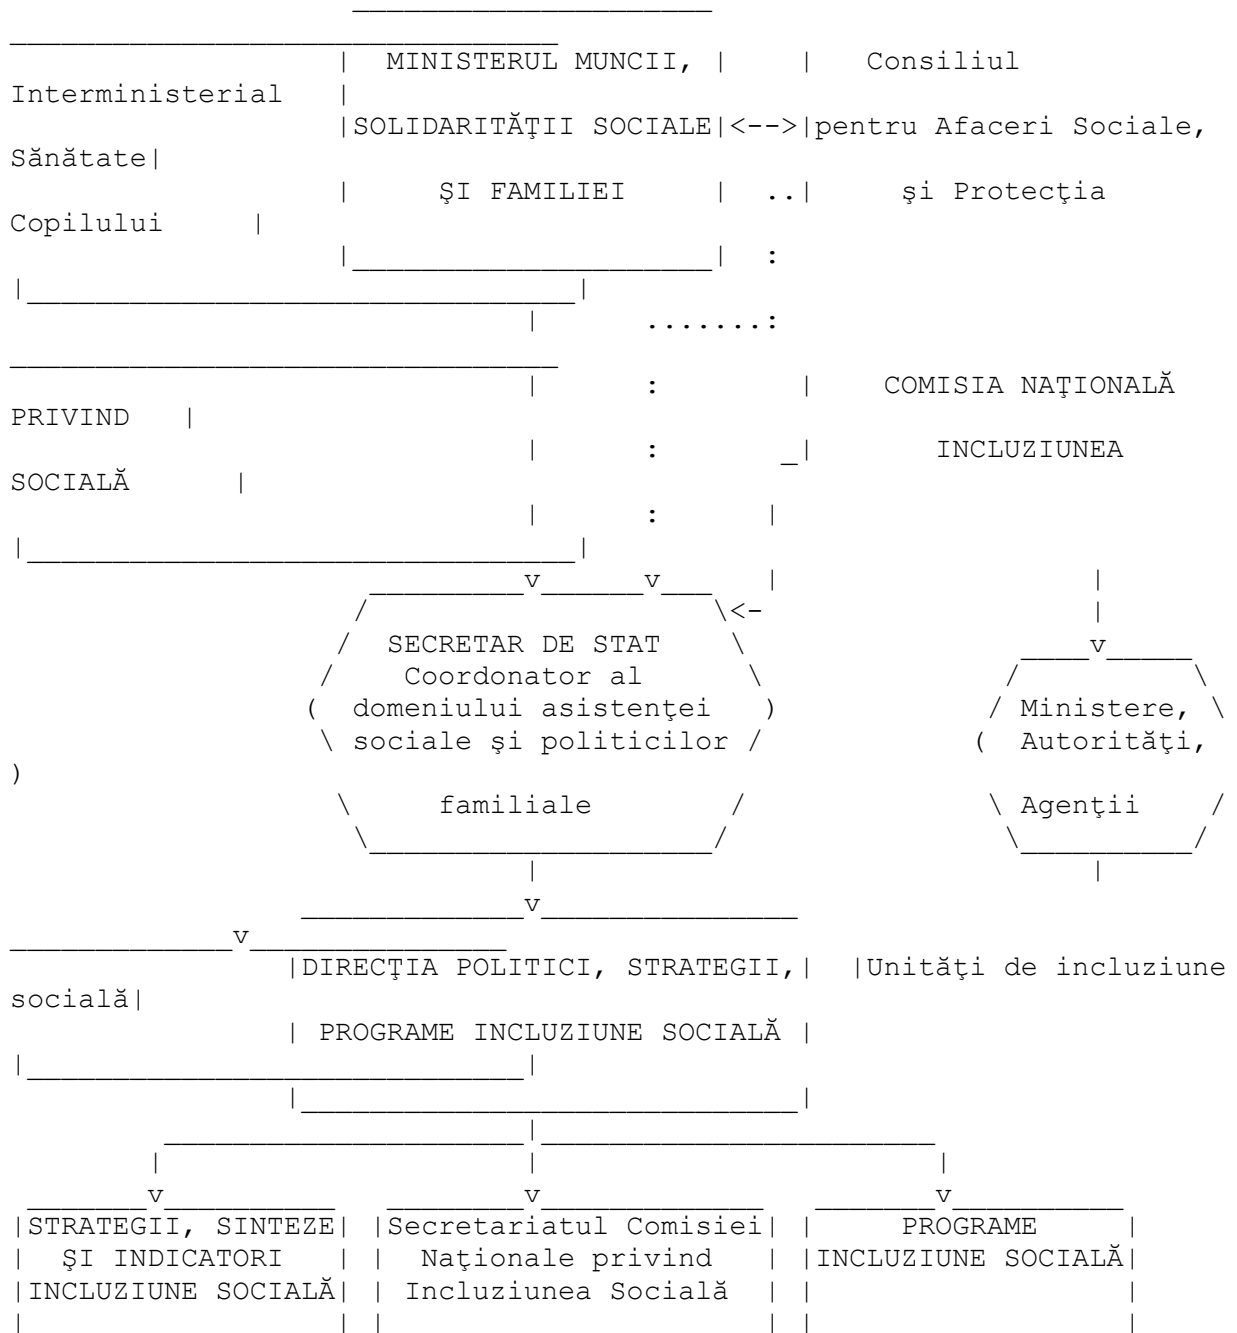 MINISTERUL MUNCII, | | Consiliul
Interministerial |
|SOLIDARITĂŢII SOCIALE|<-->|pentru Afaceri Sociale,
Sănătate|
| ŞI FAMILIEI | ..| şi Protecţia
Copilului |
COMISIA NAŢIONALĂ
PRIVIND |
INCLUZIUNEA
SOCIALĂ |
SECRETAR DE STAT
Coordonator al
( domeniului asistenţei ) / Ministere, \
\ sociale şi politicilor / ( Autorităţi,
)
\ familiale / \ Agenţii /
|DIRECŢIA POLITICI, STRATEGII,| |Unităţi de incluziune
socială|
| PROGRAME INCLUZIUNE SOCIALĂ |
|STRATEGII, SINTEZE| |Secretariatul Comisiei| | PROGRAME |
| ŞI INDICATORI | | Naţionale privind | |INCLUZIUNE SOCIALĂ|
|INCLUZIUNE SOCIALĂ| | Incluziunea Socială | | |